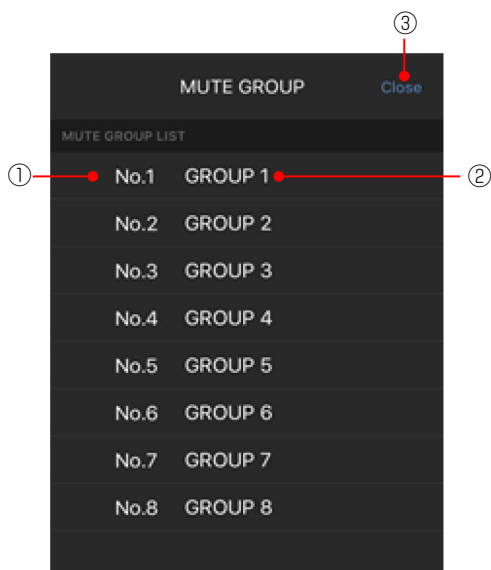 ③
MUTE GROUP Close
MUTE GROUP LIST
① No.1 GROUP 1 ②
No.2 GROUP 2
No.3 GROUP 3
No.4 GROUP 4
No.5 GROUP 5
No.6 GROUP 6
No.7 GROUP 7
No.8 GROUP 8